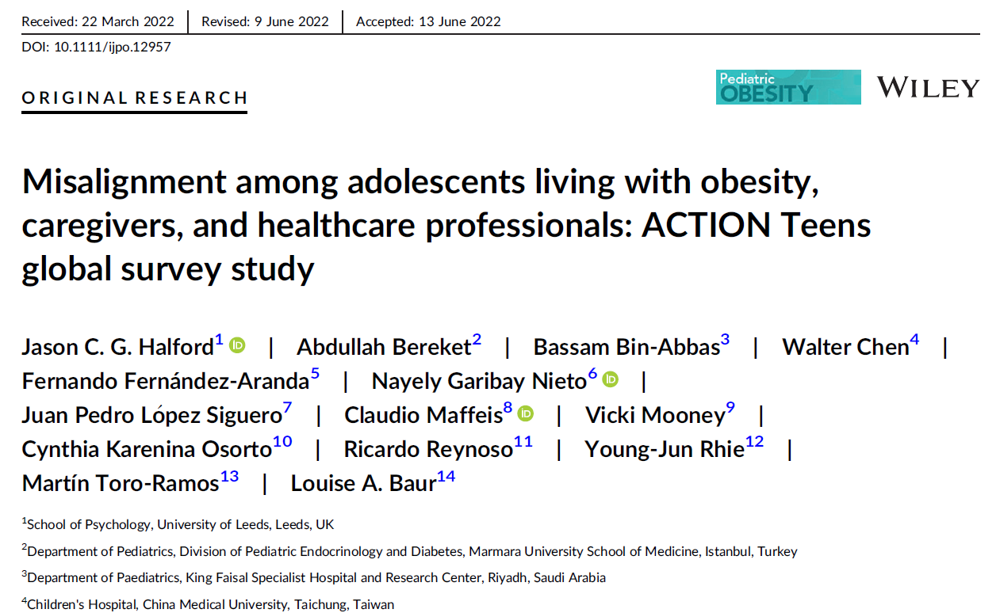 Received: 22 March 2022 | Revised: 9 June 2022 | Accepted: 13 June 2022
DOI: 10.1111/ijpo.12957
Pediatric
OBESITY
WILEY
ORIGINAL RESEARCH
Misalignment among adolescents living with obesity,
caregivers, and healthcare professionals: ACTION Teens
global survey study
Jason C. G. Halford1 iD | Abdullah Bereket2 | Bassam Bin-Abbas3 | Walter Chen4 |
Fernando Fernández-Aranda5 | Nayely Garibay Nieto6 iD |
Juan Pedro López Siguero7 | Claudio Maffeis8 iD | Vicki Mooney9 |
Cynthia Karenina Osorto10 | Ricardo Reynoso11 | Young-Jun Rhie12 |
Martín Toro-Ramos13 | Louise A. Baur14
1School of Psychology, University of Leeds, Leeds, UK
2Department of Pediatrics, Division of Pediatric Endocrinology and Diabetes, Marmara University School of Medicine, Istanbul, Turkey
3Department of Paediatrics, King Faisal Specialist Hospital and Research Center, Riyadh, Saudi Arabia
4Children's Hospital, China Medical University, Taichung, Taiwan